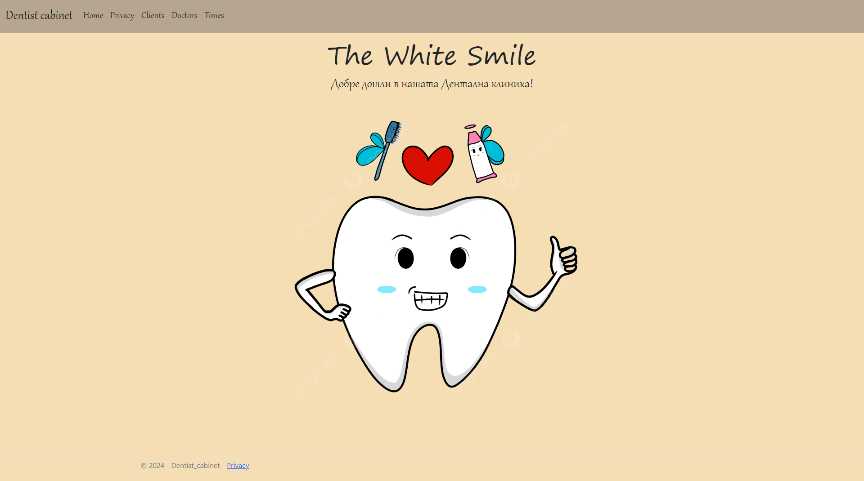 Dentist cabinet Home Privacy Clients Doctors Times
The White Smile
Добре дошли в нашата Дентална клиника!
© 2024 Dentist_cabinet Privacy